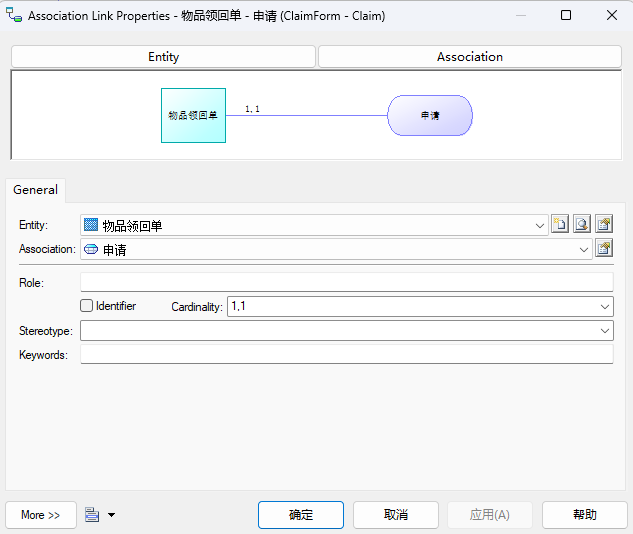 Association Link Properties - 物品领回单 - 申请 (ClaimForm - Claim)
Entity
Association
物品领回单
1,1
申请
General
Entity:
物品领回单
Association:
申请
Role:
Identifier
Cardinality:
1,1
Stereotype:
Keywords:
More >>
确定
取消
应用(A)
帮助